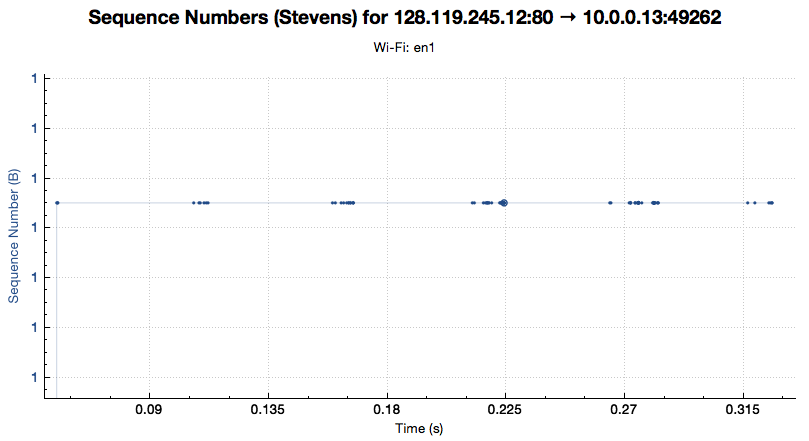 Sequence Numbers (Stevens) for 128.119.245.12:80 → 10.0.0.13:49262
Wi-Fi: en1
Sequence Number (B)
1
1
1
1
1
1
1
0.09 0.135 0.18 0.225 0.27 0.315
Time (s)